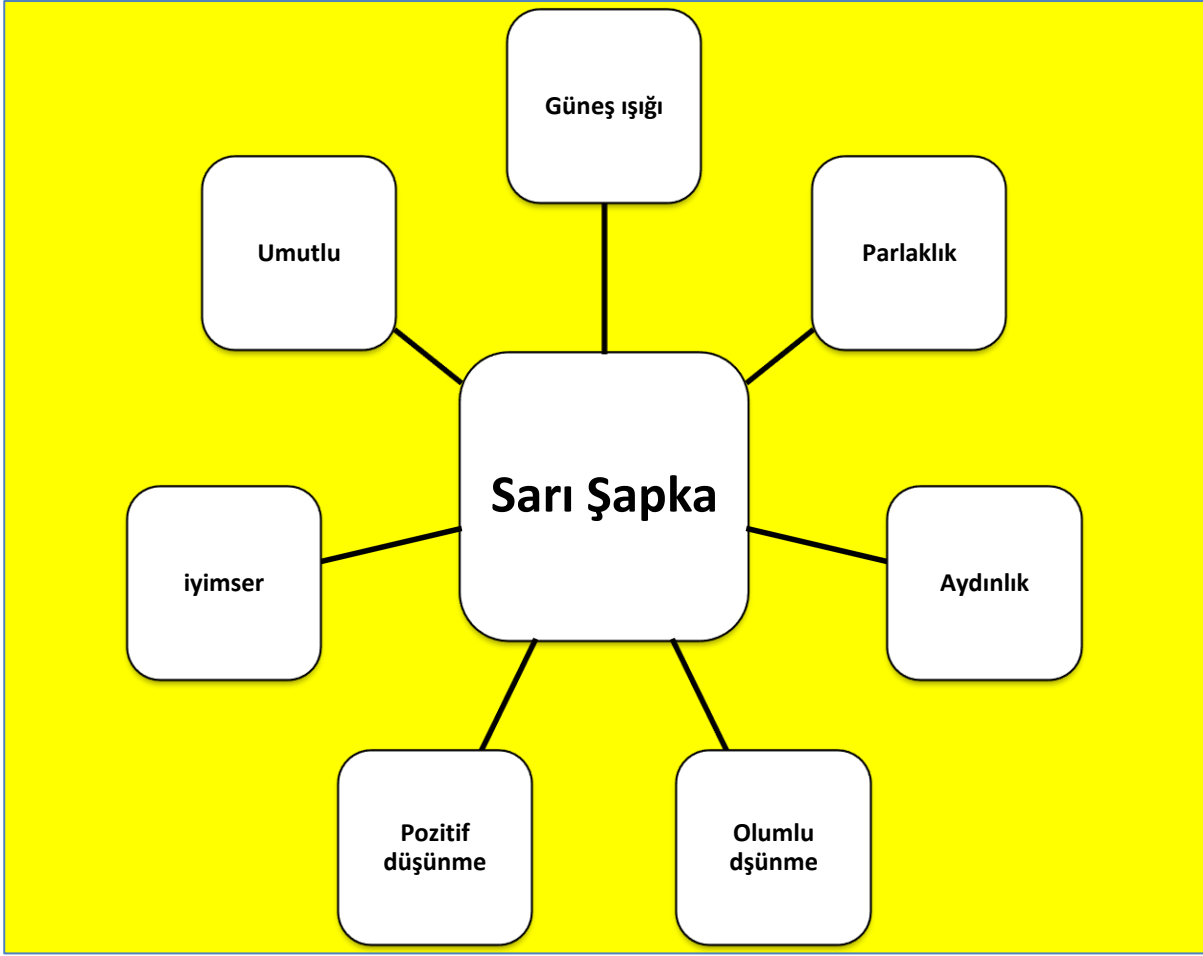 Güneş ışığı
Umutlu
Parlaklık
Sarı Şapka
iyimser
Aydınlık
Pozitif
düşünme
Olumlu
dşünme